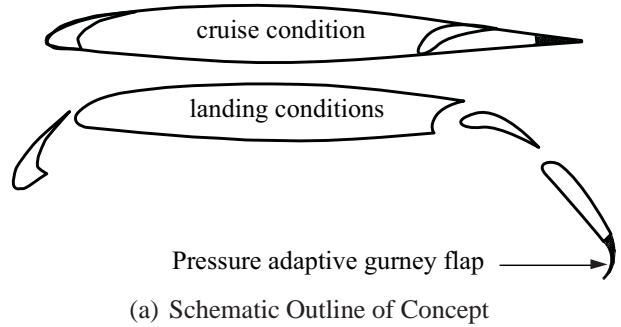 cruise condition
landing conditions
Pressure adaptive gurney flap
(a) Schematic Outline of Concept